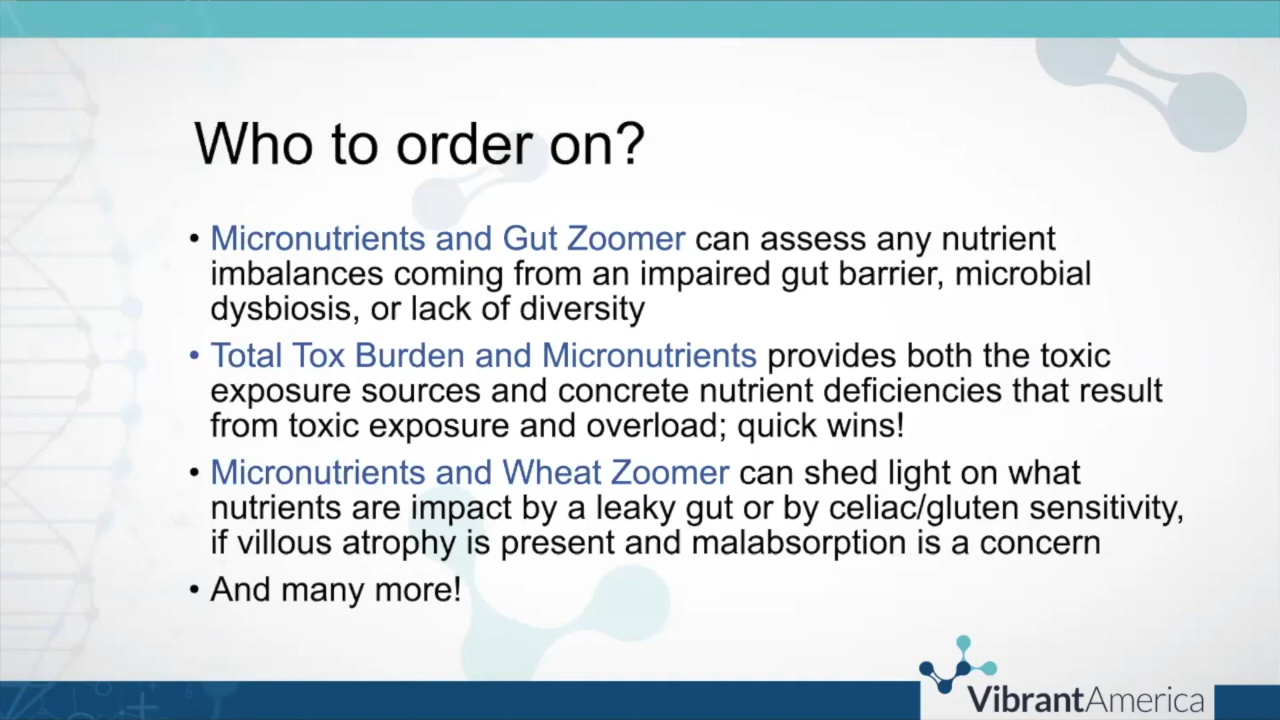 Who to order on?
• Micronutrients and Gut Zoomer can assess any nutrient
imbalances coming from an impaired gut barrier, microbial
dysbiosis, or lack of diversity
• Total Tox Burden and Micronutrients provides both the toxic
exposure sources and concrete nutrient deficiencies that result
from toxic exposure and overload; quick wins!
• Micronutrients and Wheat Zoomer can shed light on what
nutrients are impact by a leaky gut or by celiac/gluten sensitivity,
if villous atrophy is present and malabsorption is a concern
• And many more!
VibrantAmerica